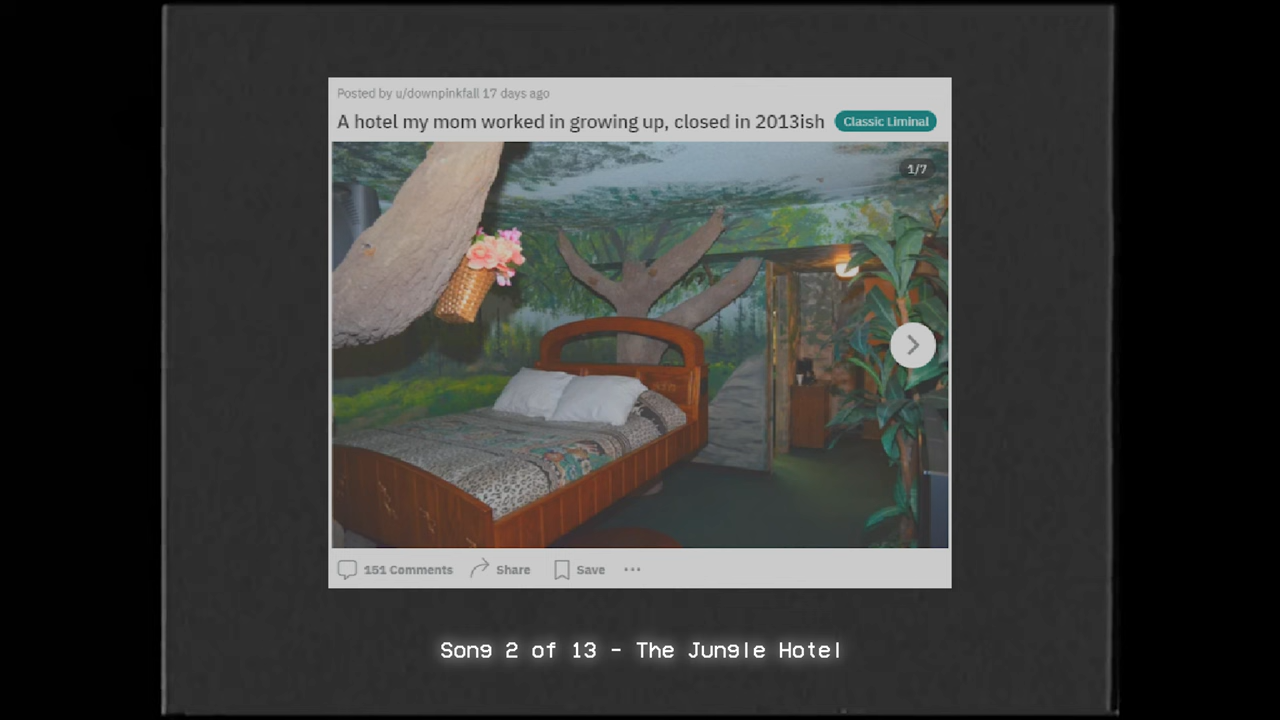 Posted by u/downpinkfall 17 days ago
A hotel my mom worked in growing up, closed in 2013ish Classic Liminal
1/7
151 Comments Share Save ...
Song 2 of 13 - The Jungle Hotel